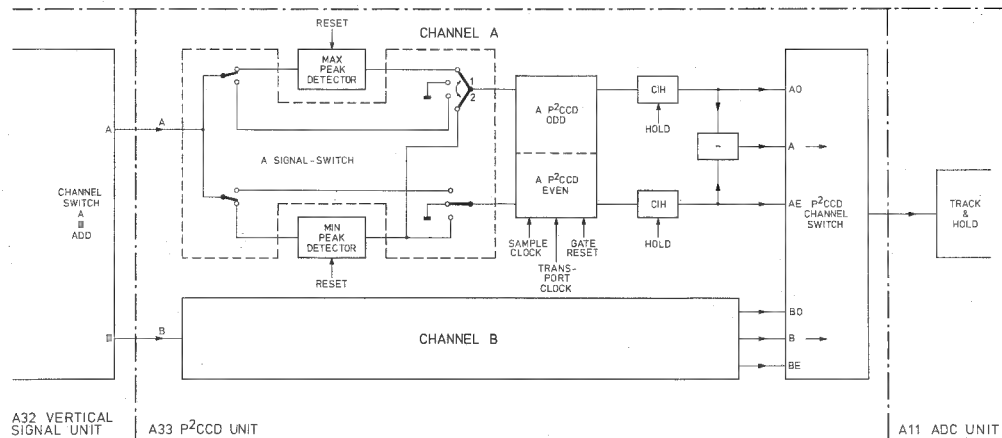 RESET
CHANNEL A
MAX
PEAK
DETECTOR
1
2
A P²CCD
ODD
CIH
HOLD
AO
A
A
A SIGNAL-SWITCH
-
A
CHANNEL
SWITCH
A
ADD
A P²CCD
EVEN
CIH
HOLD
AE
P²CCD
CHANNEL
SWITCH
TRACK
&
HOLD
MIN
PEAK
DETECTOR
RESET
SAMPLE
CLOCK
GATE
RESET
TRANS-
PORT
CLOCK
B
CHANNEL B
BO
B
BE
A32 VERTICAL
SIGNAL UNIT
A33 P²CCD UNIT
A11 ADC UNIT